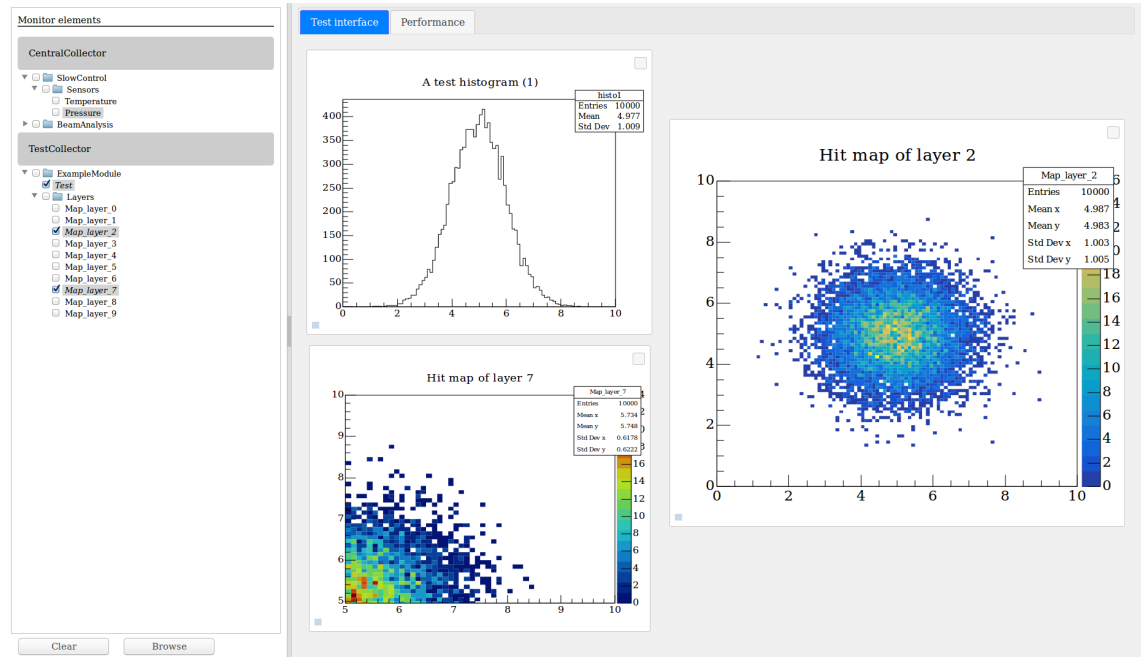 Monitor elements
CentralCollector
SlowControl
Sensors
Temperature
Pressure
BeamAnalysis
TestCollector
ExampleModule
Test
Layers
Map_layer_0
Map_layer_1
Map_layer_2
Map_layer_3
Map_layer_4
Map_layer_5
Map_layer_6
Map_layer_7
Map_layer_8
Map_layer_9
Clear Browse
Test interface Performance
A test histogram (1)
histo1
Entries 10000
Mean 4.977
Std Dev 1.009
400
350
300
250
200
150
100
50
0
0 2 4 6 8 10
Hit map of layer 7
Map_layer_7
Entries 10000
Mean x 5.734
Mean y 5.748
Std Dev x 0.6178
Std Dev y 0.6222
10
9
8
7
6
5
5 6 7 8 9 10
16
14
12
10
8
6
4
2
0
Hit map of layer 2
Map_layer_2
Entries 10000
Mean x 4.987
Mean y 4.983
Std Dev x 1.003
Std Dev y 1.005
10
8
6
4
2
0
0 2 4 6 8 10
18
16
14
12
10
8
6
4
2
0